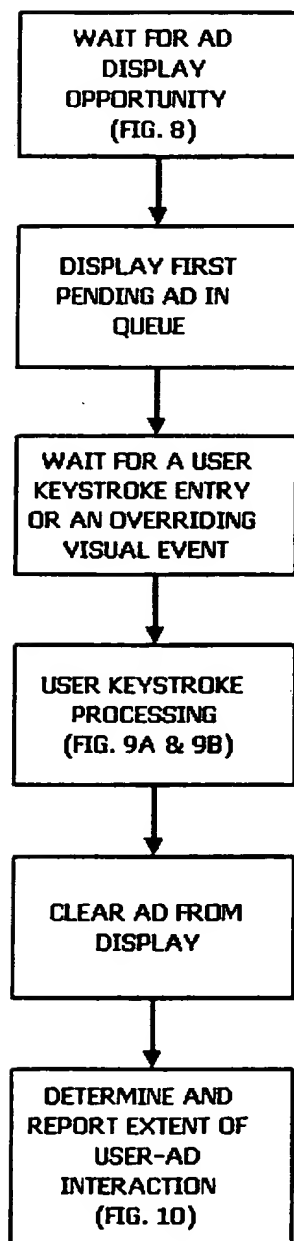 WAIT FOR AD
DISPLAY
OPPORTUNITY
(FIG. 8)
DISPLAY FIRST
PENDING AD IN
QUEUE
WAIT FOR A USER
KEYSTROKE ENTRY
OR AN OVERRIDING
VISUAL EVENT
USER KEYSTROKE
PROCESSING
(FIG. 9A & 9B)
CLEAR AD FROM
DISPLAY
DETERMINE AND
REPORT EXTENT OF
USER-AD
INTERACTION
(FIG. 10)